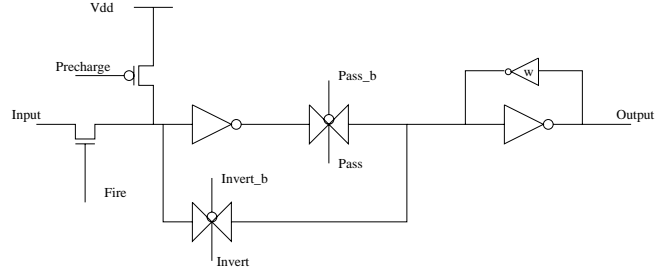 Vdd
Precharge
Pass_b
w
Input
Output
Pass
Invert_b
Fire
Invert